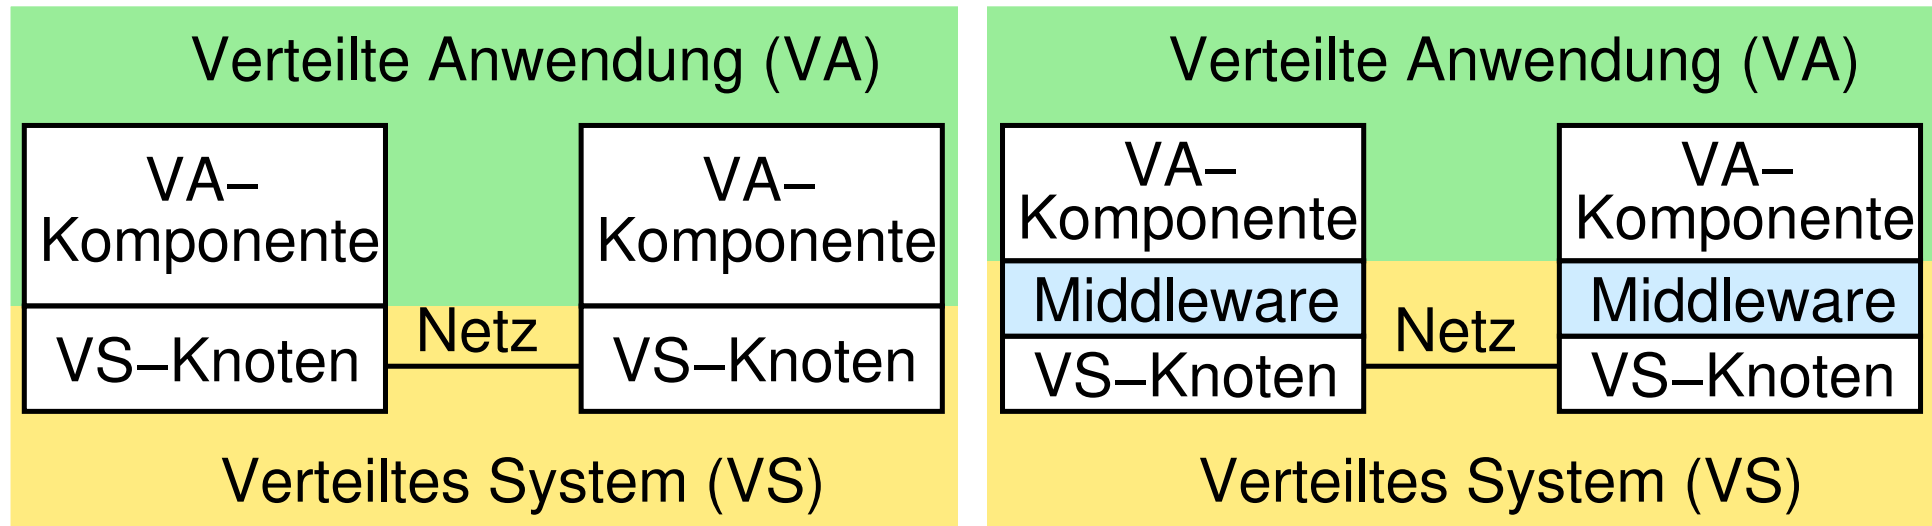 Verteilte Anwendung (VA)
VA–
Komponente
VA–
Komponente
VS–Knoten
Netz
VS–Knoten
Verteiltes System (VS)
Verteilte Anwendung (VA)
VA–
Komponente
VA–
Komponente
Middleware
Middleware
VS–Knoten
Netz
VS–Knoten
Verteiltes System (VS)